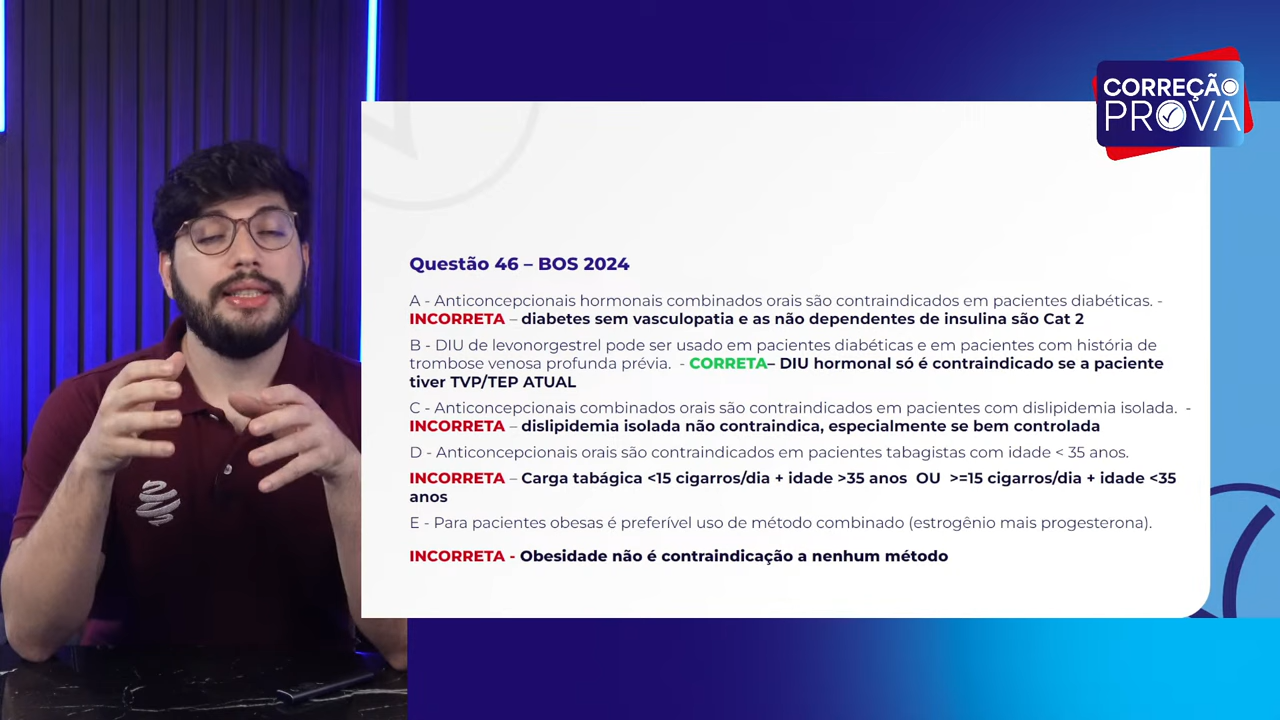 CORREÇÃO
PROVA
Questão 46 – BOS 2024
A - Anticoncepcionais hormonais combinados orais são contraindicados em pacientes diabéticas. -
INCORRETA – diabetes sem vasculopatia e as não dependentes de insulina são Cat 2
B - DIU de levonorgestrel pode ser usado em pacientes diabéticas e em pacientes com história de
trombose venosa profunda prévia. - CORRETA– DIU hormonal só é contraindicado se a paciente
tiver TVP/TEP ATUAL
C - Anticoncepcionais combinados orais são contraindicados em pacientes com dislipidemia isolada. -
INCORRETA – dislipidemia isolada não contraindica, especialmente se bem controlada
D - Anticoncepcionais orais são contraindicados em pacientes tabagistas com idade < 35 anos.
INCORRETA – Carga tabágica <15 cigarros/dia + idade >35 anos OU >=15 cigarros/dia + idade <35
anos
E - Para pacientes obesas é preferível uso de método combinado (estrogênio mais progesterona).
INCORRETA - Obesidade não é contraindicação a nenhum método